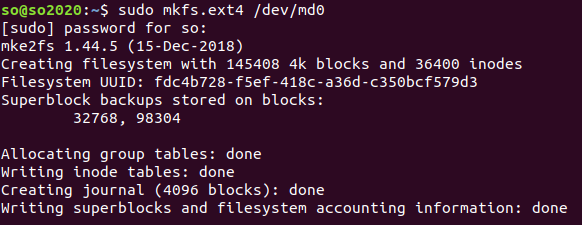 so@so2020:~$ sudo mkfs.ext4 /dev/md0
[sudo] password for so:
mke2fs 1.44.5 (15-Dec-2018)
Creating filesystem with 145408 4k blocks and 36400 inodes
Filesystem UUID: fdc4b728-f5ef-418c-a36d-c350bcf579d3
Superblock backups stored on blocks:
        32768, 98304

Allocating group tables: done
Writing inode tables: done
Creating journal (4096 blocks): done
Writing superblocks and filesystem accounting information: done